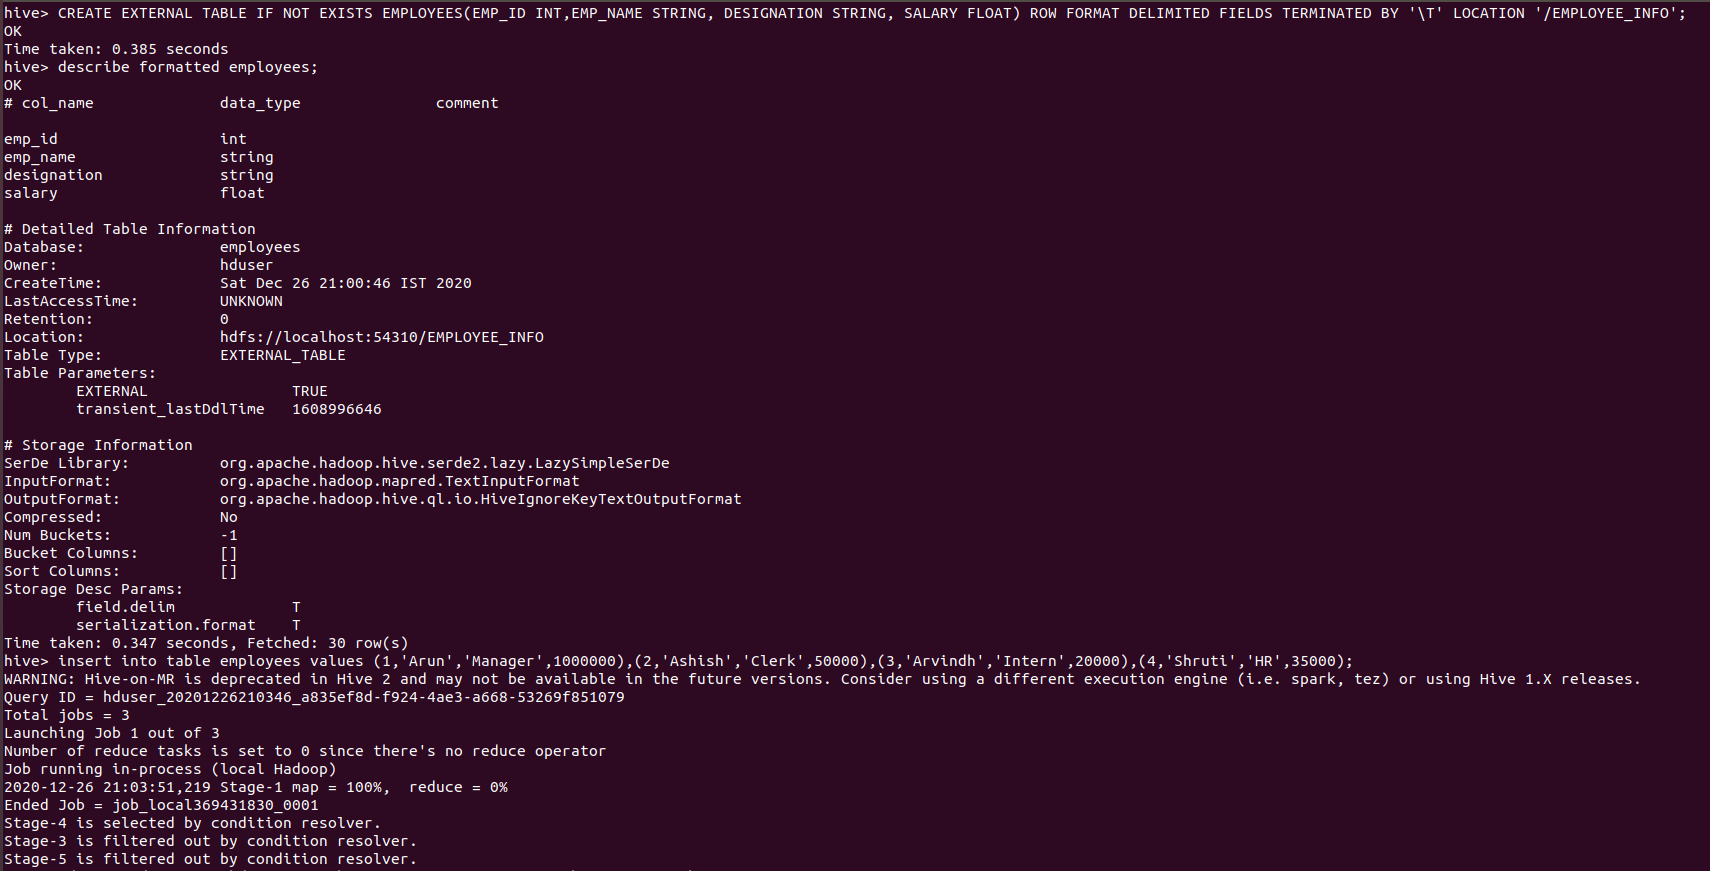 hive> CREATE EXTERNAL TABLE IF NOT EXISTS EMPLOYEES(EMP_ID INT,EMP_NAME STRING, DESIGNATION STRING, SALARY FLOAT) ROW FORMAT DELIMITED FIELDS TERMINATED BY '\T' LOCATION '/EMPLOYEE_INFO';
OK
Time taken: 0.385 seconds
hive> describe formatted employees;
OK
# col_name data_type comment
emp_id int
emp_name string
designation string
salary float
# Detailed Table Information
Database: employees
Owner: hduser
CreateTime: Sat Dec 26 21:00:46 IST 2020
LastAccessTime: UNKNOWN
Retention: 0
Location: hdfs://localhost:54310/EMPLOYEE_INFO
Table Type: EXTERNAL_TABLE
Table Parameters:
EXTERNAL TRUE
transient_lastDdlTime 1608996646
# Storage Information
SerDe Library: org.apache.hadoop.hive.serde2.lazy.LazySimpleSerDe
InputFormat: org.apache.hadoop.mapred.TextInputFormat
OutputFormat: org.apache.hadoop.hive.ql.io.HiveIgnoreKeyTextOutputFormat
Compressed: No
Num Buckets: -1
Bucket Columns: []
Sort Columns: []
Storage Desc Params:
field.delim T
serialization.format T
Time taken: 0.347 seconds, Fetched: 30 row(s)
hive> insert into table employees values (1,'Arun','Manager',1000000),(2,'Ashish','Clerk',50000),(3,'Arvindh','Intern',20000),(4,'Shruti','HR',35000);
WARNING: Hive-on-MR is deprecated in Hive 2 and may not be available in the future versions. Consider using a different execution engine (i.e. spark, tez) or using Hive 1.X releases.
Query ID = hduser_20201226210346_a835ef8d-f924-4ae3-a668-53269f851079
Total jobs = 3
Launching Job 1 out of 3
Number of reduce tasks is set to 0 since there's no reduce operator
Job running in-process (local Hadoop)
2020-12-26 21:03:51,219 Stage-1 map = 100%, reduce = 0%
Ended Job = job_local369431830_0001
Stage-4 is selected by condition resolver.
Stage-3 is filtered out by condition resolver.
Stage-5 is filtered out by condition resolver.